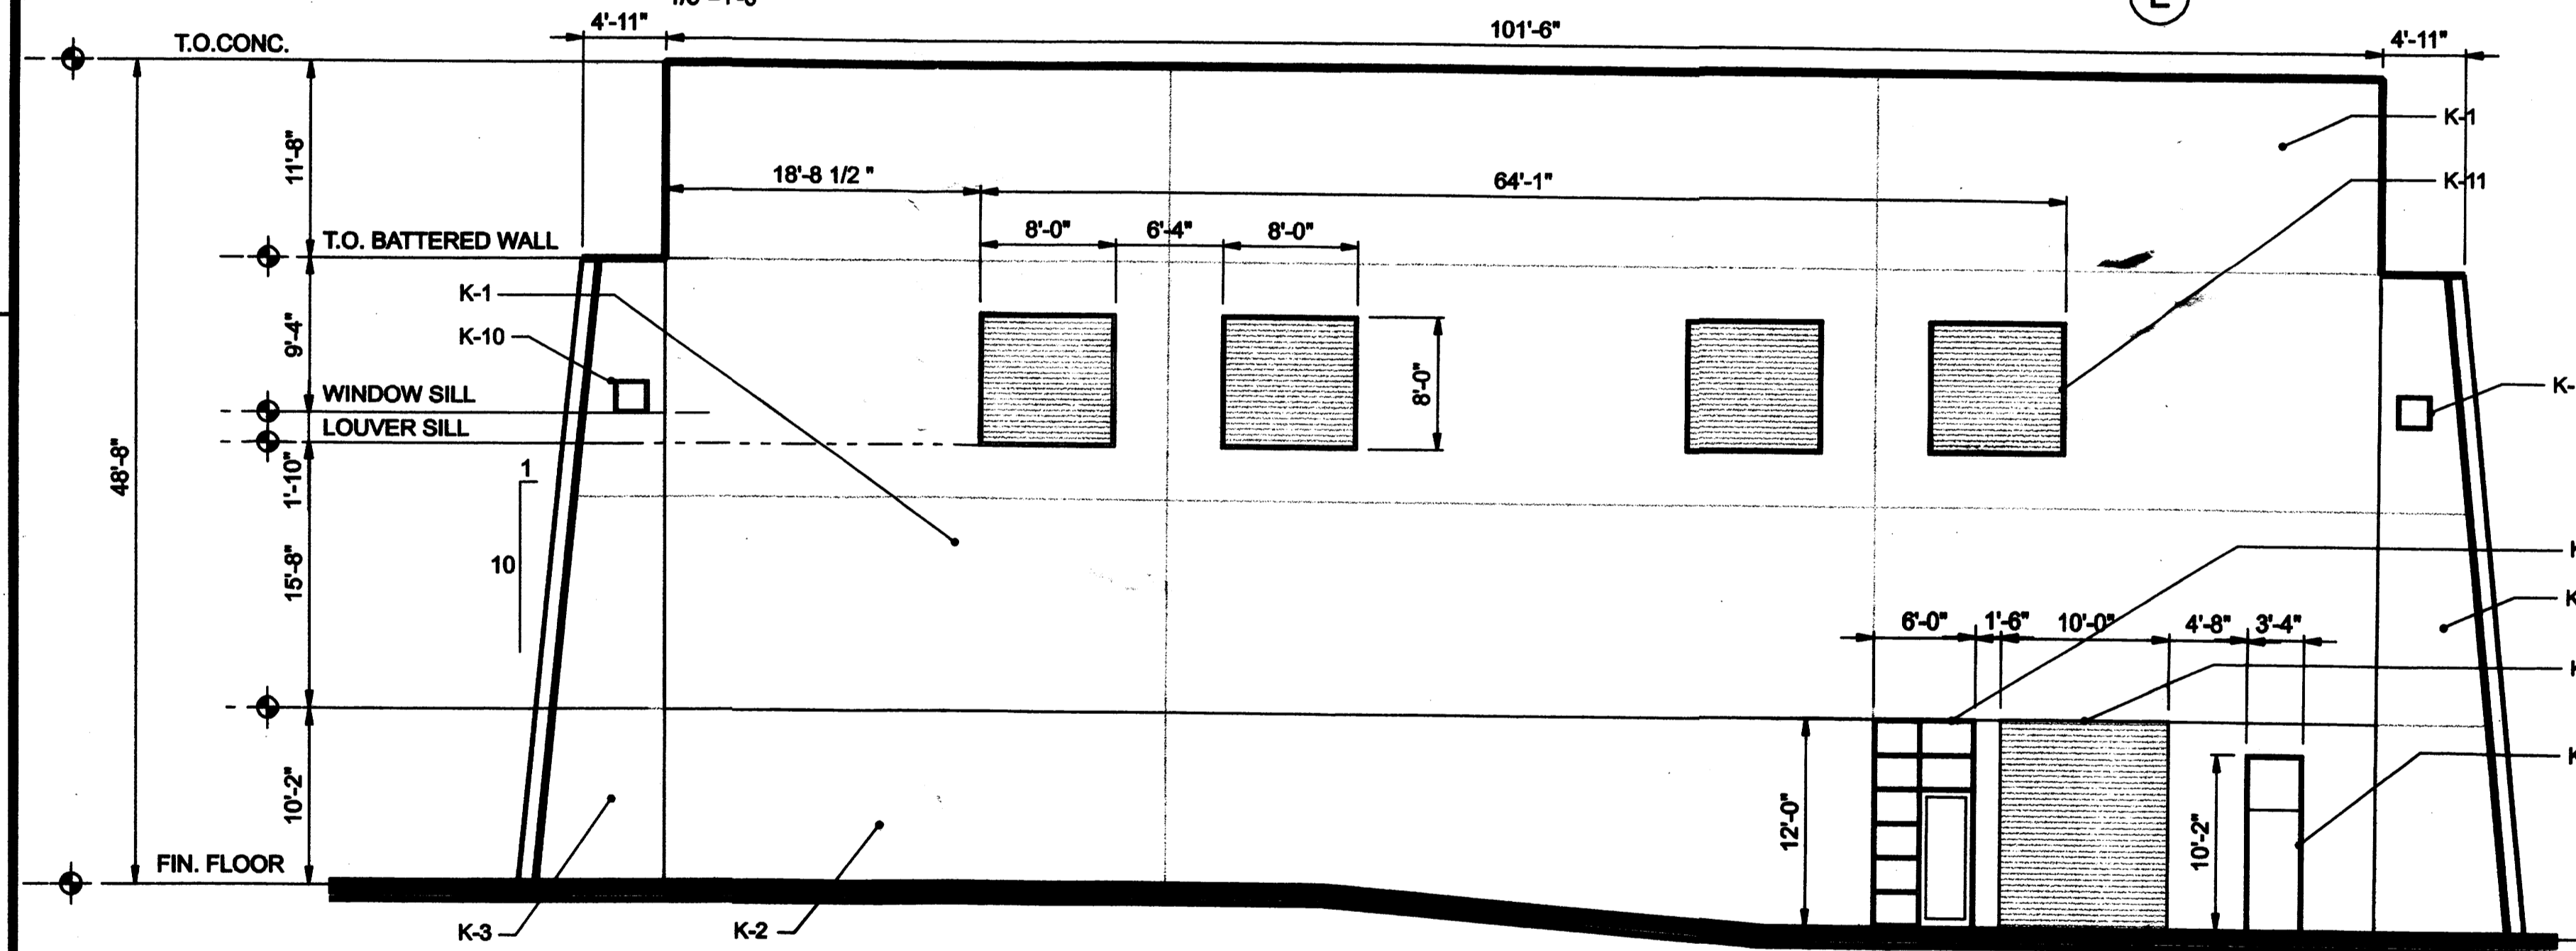 4'-11"
101'-6"
4'-11"
T.O.CONC.
K-1
11'-8"
18'-8 1/2 "
64'-1"
K-11
T.O. BATTERED WALL
8'-0"
6'-4"
8'-0"
K-1
9'-4"
K-10
8'-0"
WINDOW SILL
LOUVER SILL
48'-8"
1'-10"
1
10
15'-8"
6'-0"
1'-6"
10'-0"
4'-8"
3'-4"
10'-2"
12'-0"
10'-2"
FIN. FLOOR
K-3
K-2